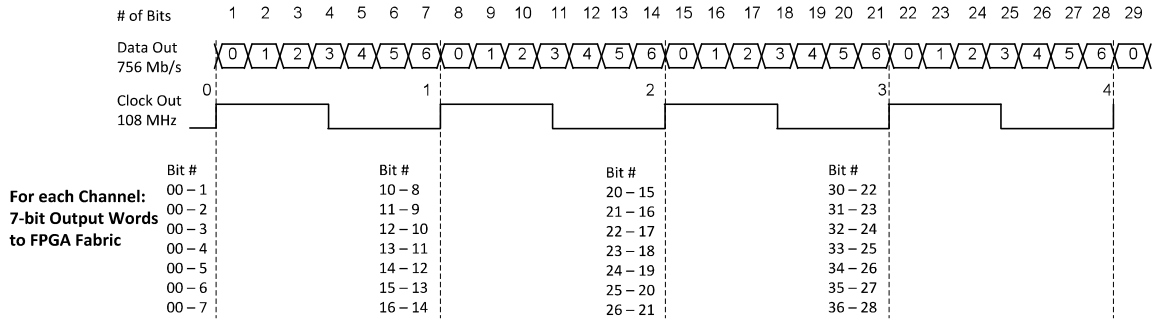 # of Bits 1 2 3 4 5 6 7 8 9 10 11 12 13 14 15 16 17 18 19 20 21 22 23 24 25 26 27 28 29
Data Out 0 1 2 3 4 5 6 0 1 2 3 4 5 6 0 1 2 3 4 5 6 0 1 2 3 4 5 6 0
756 Mb/s
0 1 2 3 4
Clock Out
108 MHz
For each Channel:
7-bit Output Words
to FPGA Fabric
Bit #
00 – 1
00 – 2
00 – 3
00 – 4
00 – 5
00 – 6
00 – 7
Bit #
10 – 8
11 – 9
12 – 10
13 – 11
14 – 12
15 – 13
16 – 14
Bit #
20 – 15
21 – 16
22 – 17
23 – 18
24 – 19
25 – 20
26 – 21
Bit #
30 – 22
31 – 23
32 – 24
33 – 25
34 – 26
35 – 27
36 – 28